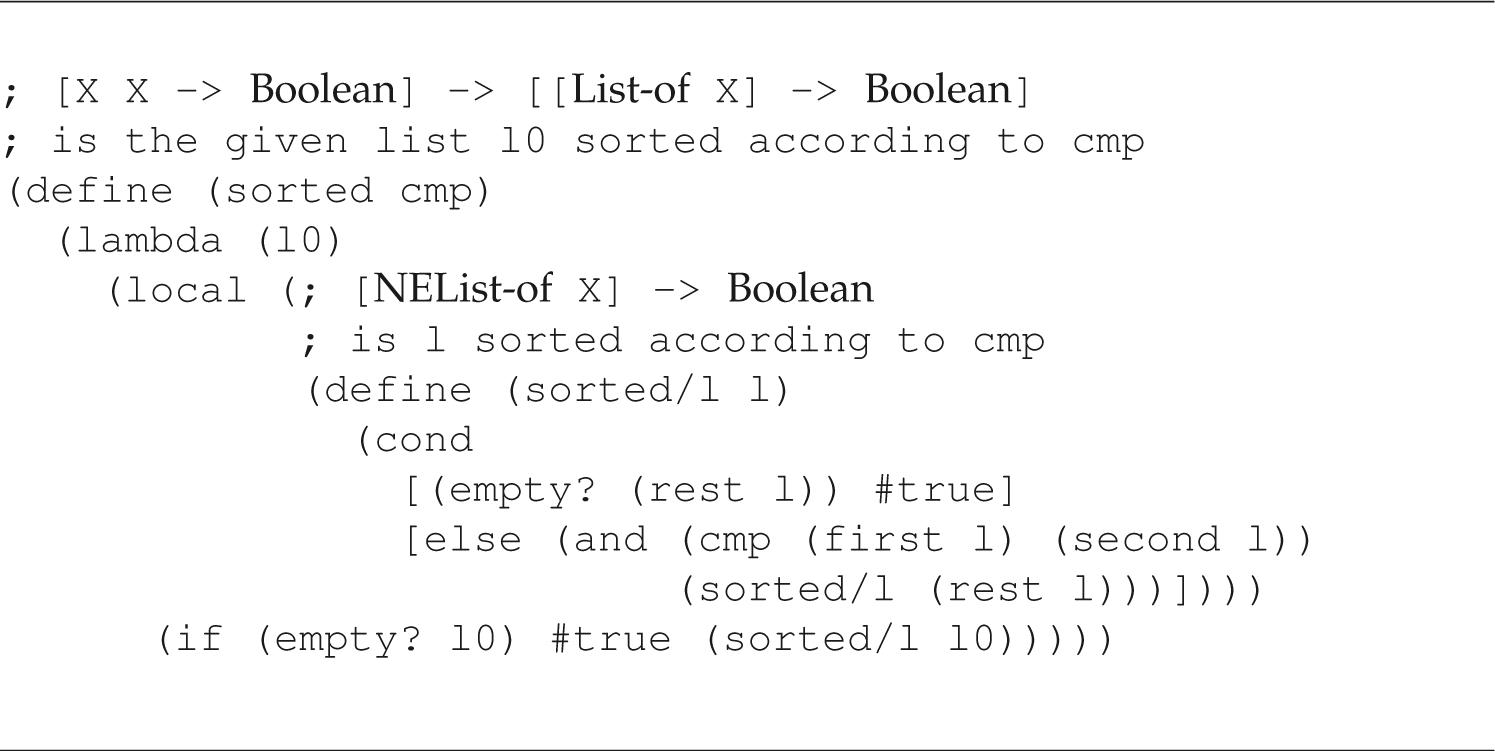 ; [X X -> Boolean] -> [[List-of X] -> Boolean]
; is the given list l0 sorted according to cmp
(define (sorted cmp)
  (lambda (l0)
    (local (; [NEList-of X] -> Boolean
            ; is l sorted according to cmp
            (define (sorted/l l)
              (cond
                [(empty? (rest l)) #true]
                [else (and (cmp (first l) (second l))
                           (sorted/l (rest l)))])))
      (if (empty? l0) #true (sorted/l l0)))))